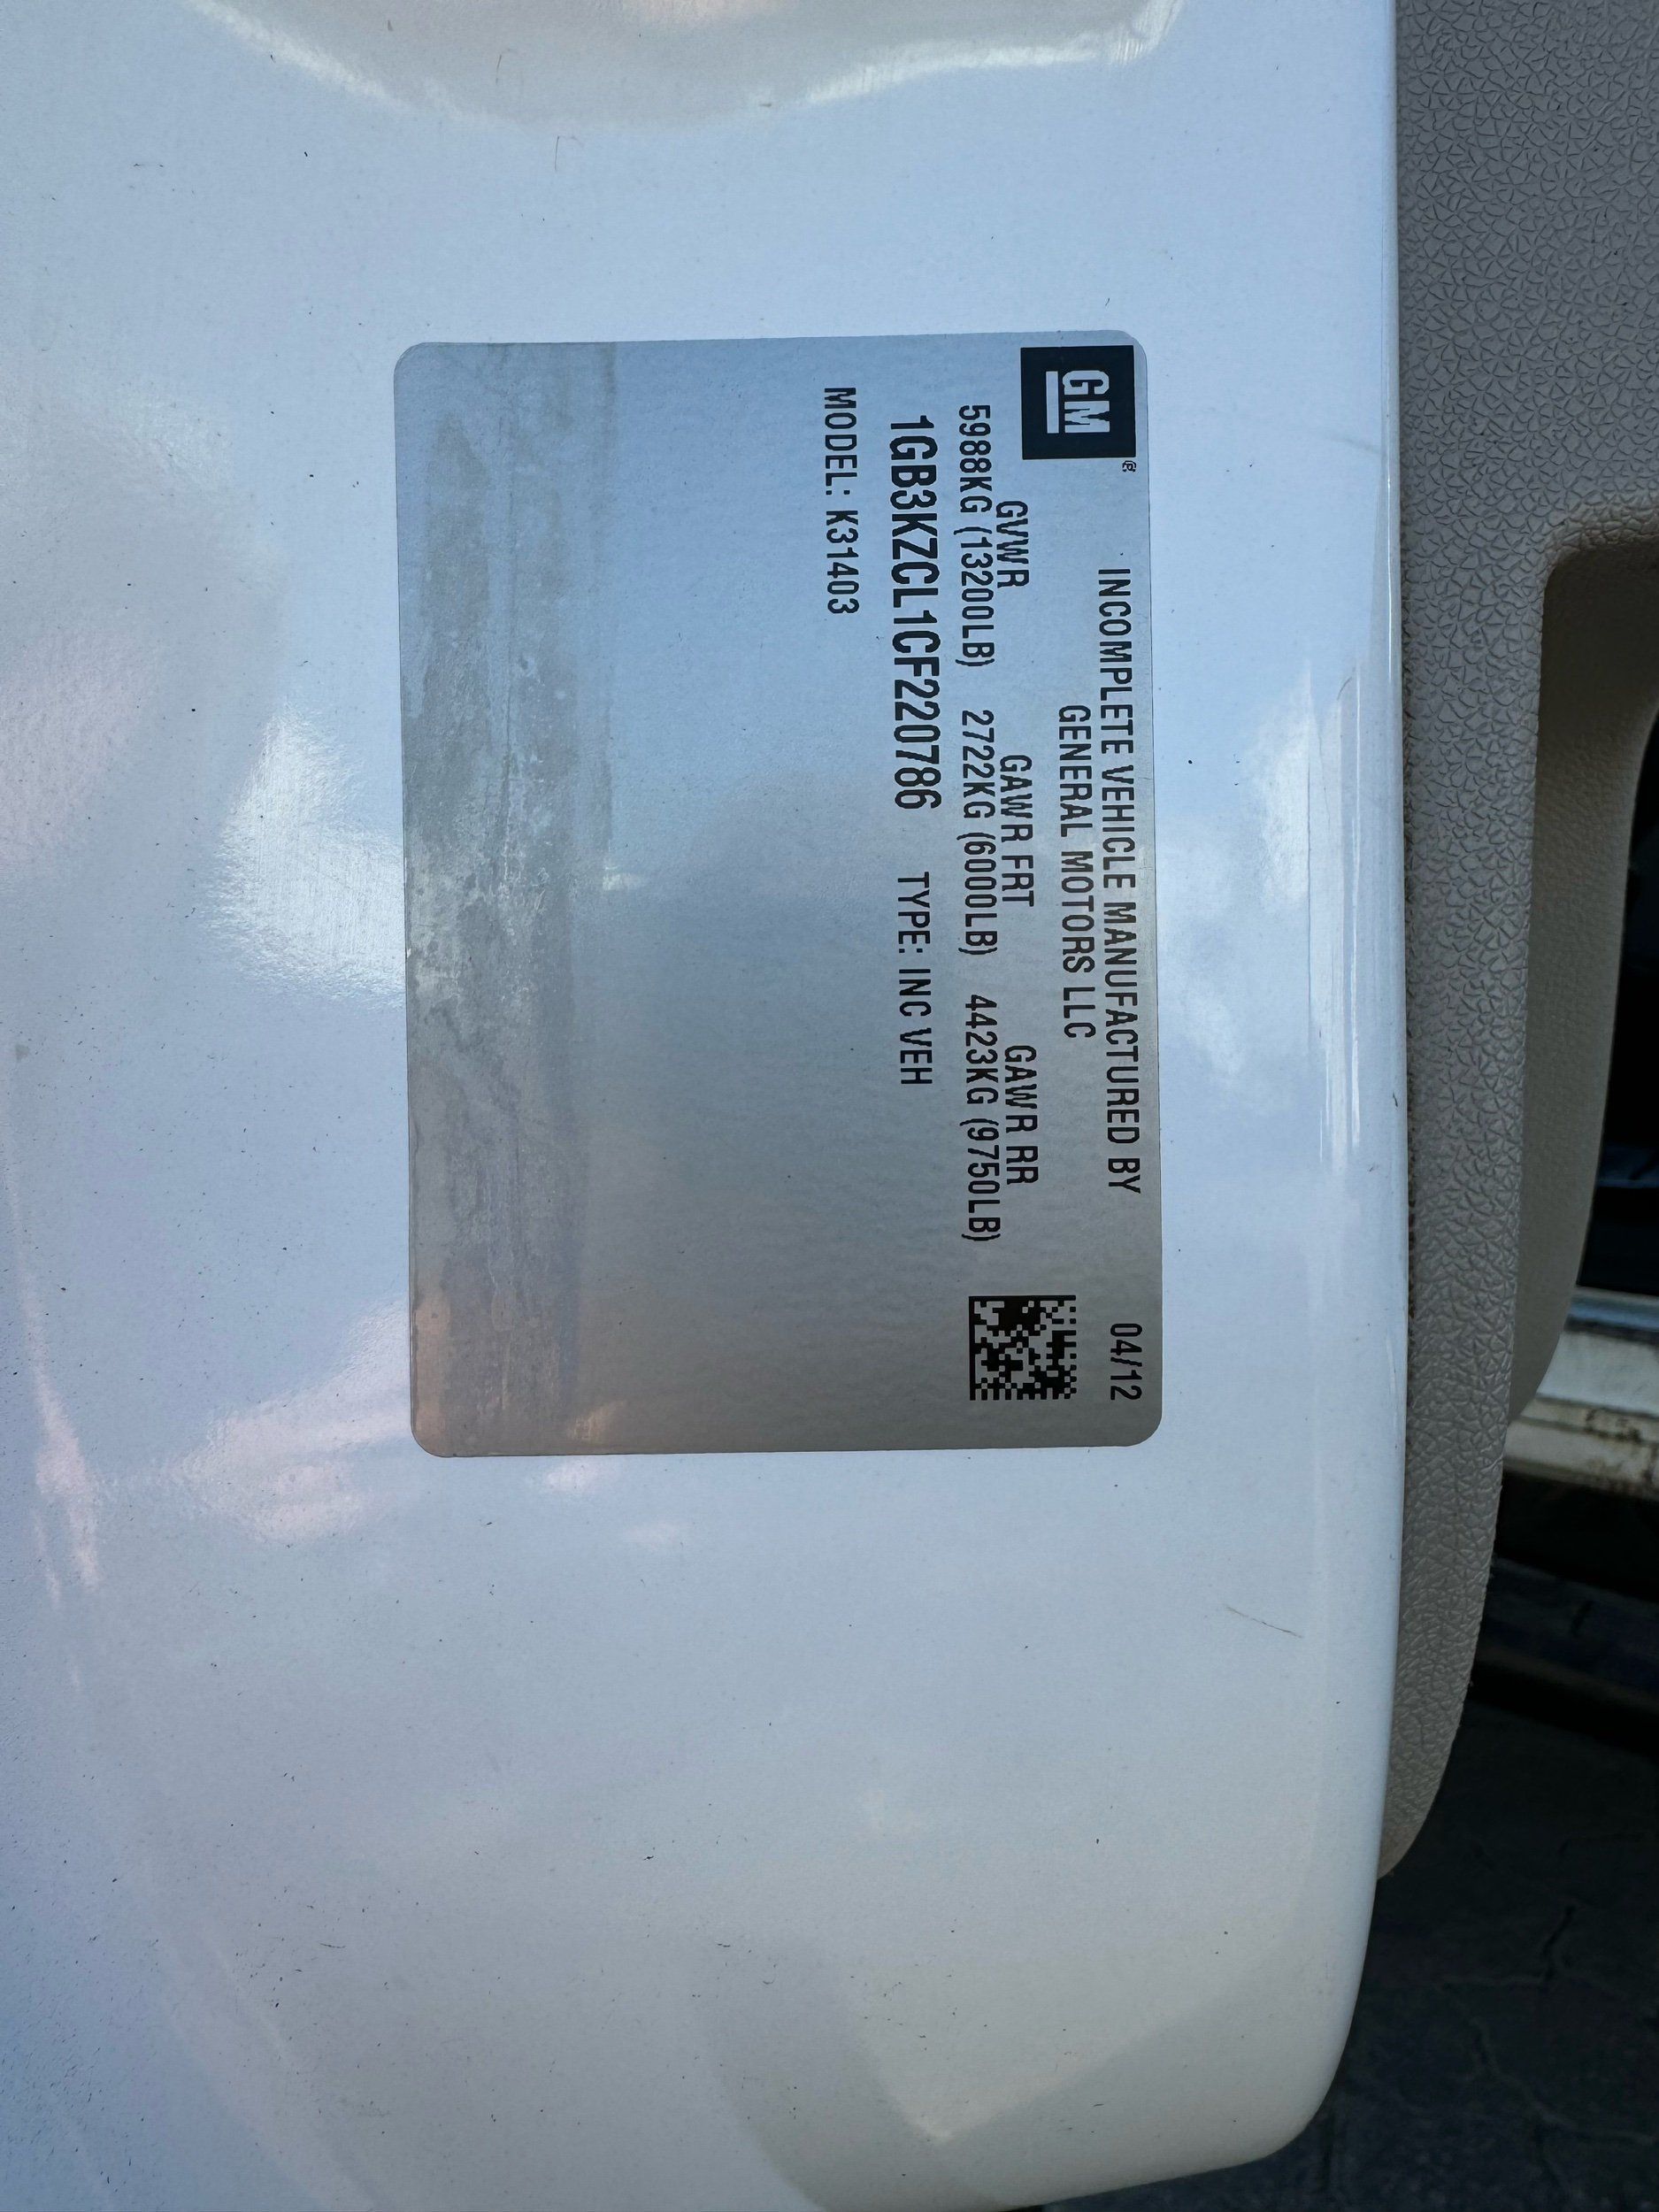 GM®
INCOMPLETE VEHICLE MANUFACTURED BY 04/12
GENERAL MOTORS LLC
GVWR GAWR FRT GAWR RR
5988KG (13200LB) 2722KG (6000LB) 4423KG (9750LB)
1GB3KZCL1CF220786 TYPE: INC VEH
MODEL: K31403